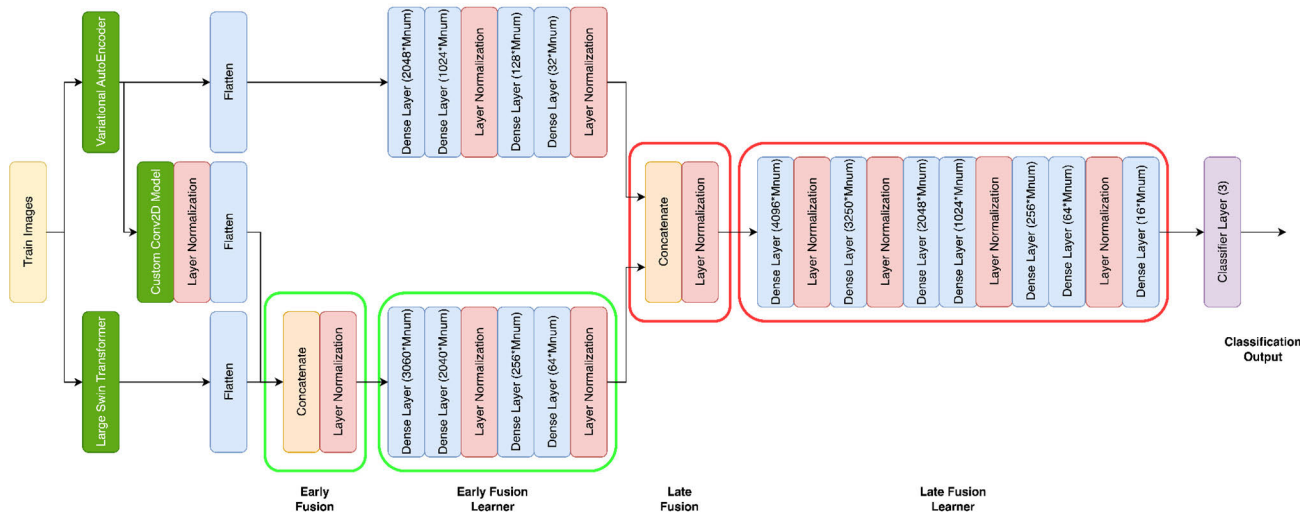 Train Images
Variational AutoEncoder
Flatten
Custom Conv2D Model
Layer Normalization
Flatten
Large Swin Transformer
Flatten
Concatenate
Layer Normalization
Early
Fusion
Dense Layer (2048*Mnum)
Dense Layer (1024*Mnum)
Layer Normalization
Dense Layer (128*Mnum)
Dense Layer (32*Mnum)
Layer Normalization
Dense Layer (3060*Mnum)
Dense Layer (2040*Mnum)
Layer Normalization
Dense Layer (256*Mnum)
Dense Layer (64*Mnum)
Layer Normalization
Early Fusion
Learner
Concatenate
Layer Normalization
Late
Fusion
Dense Layer (4096*Mnum)
Layer Normalization
Dense Layer (3250*Mnum)
Layer Normalization
Dense Layer (2048*Mnum)
Dense Layer (1024*Mnum)
Layer Normalization
Dense Layer (256*Mnum)
Dense Layer (64*Mnum)
Layer Normalization
Dense Layer (16*Mnum)
Late Fusion
Learner
Classifier Layer (3)
Classification
Output